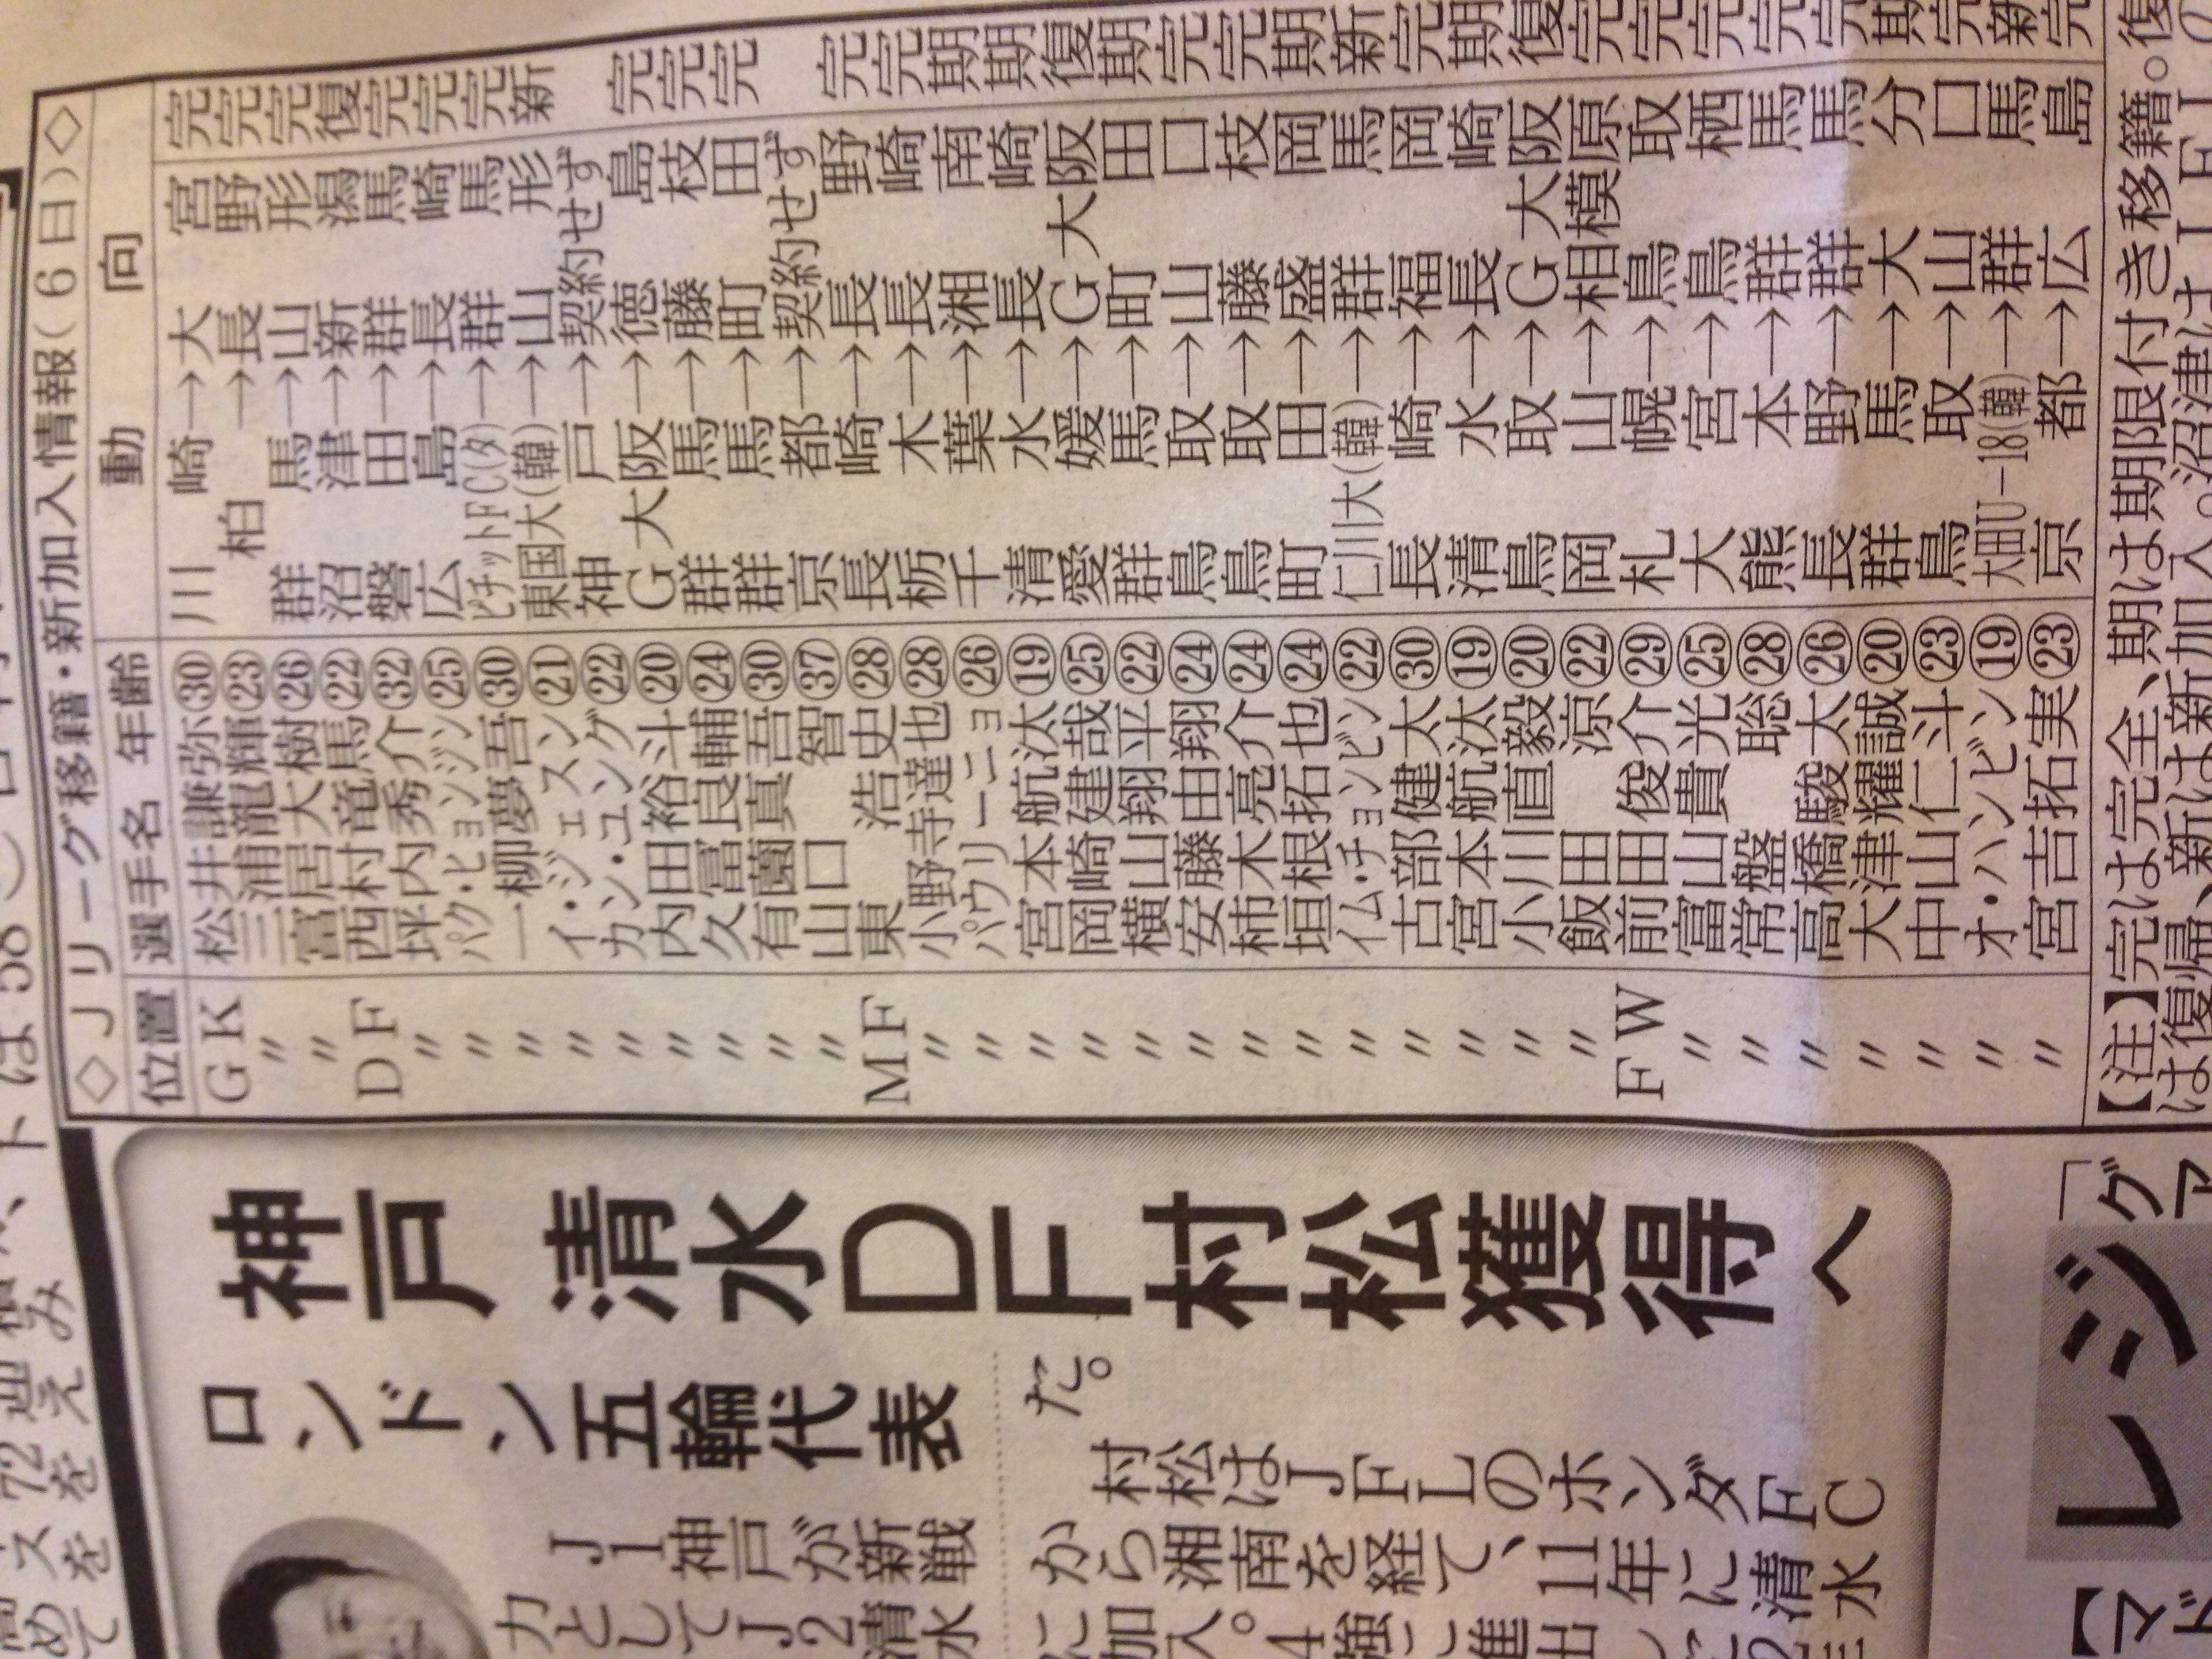 ◇Jリーグ移籍・新加入情報(6日)◇
位置 選手名 年齢 動向
GK 松井謙弥㉚ 川崎→大宮 完
〃 三浦龍輝㉓ 柏→長野 完
〃 富居大樹㉖ 群馬→山形 完
DF 西村竜馬㉒ 沼津→新潟 復
〃 坪内秀介㉜ 磐田→群馬 完
〃 パク・ヒョンジン㉕ 広島→長崎 完
〃 一柳夢吾㉚ ピチットFC(タ)→群馬 完
〃 イ・ジェスン㉑ 東国大(韓)→山形 新
〃 カン・ユング㉒ 神戸→契約せず
〃 内田裕斗⑳ G大阪→徳島 完
〃 久富良輔㉔ 群馬→藤枝 完
〃 有薗真吾㉚ 群馬→町田 完
〃 山口智㊲ 京都→契約せず
MF 東浩史㉘ 長崎→長野 完
〃 小野寺達也㉘ 栃木→長崎 完
〃 パウリーニョ㉖ 千葉→湘南 期
〃 宮本航汰⑲ 清水→長崎 期
〃 岡崎建哉㉕ 愛媛→G大阪 復
〃 横山翔平㉒ 群馬→町田 期
〃 安藤由翔㉔ 鳥取→山口 完
〃 柿木亮介㉔ 鳥取→藤枝 完
〃 垣根拓也㉔ 町田→盛岡 期
〃 イム・チョンビン㉒ 仁川大(韓)→群馬 新
〃 古部健太㉚ 長崎→福岡 完
〃 宮本航汰⑲ 清水→長崎 期
〃 小川直毅⑳ 鳥取→G大阪 復
〃 飯田涼㉒ 岡山→相模原 完
FW 前田俊介㉙ 札幌→鳥取 完
〃 富山貴光㉕ 大宮→鳥栖 完
〃 常盤聡㉘ 熊本→群馬 完
〃 高橋駿太㉖ 長野→群馬 完
〃 大津耀誠⑳ 群馬→大分 期
〃 中山仁斗㉓ 鳥取→山口 完
〃 オ・ハンビン⑲ 大田U-18(韓)→群馬 新
〃 宮吉拓実㉓ 京都→広島 完
【注】完は完全、期は期限付き移籍。復
は復帰、新は新加入。沼津はJFL
神戸 清水DF村松獲得へ
ロンドン五輪代表
J1神戸が新戦
力としてJ2清水
だ。
村松はJFLのホンダFC
から湘南を経て、11年に清水
に加入。4強に進出し
レジ
「グ
ア
【マド